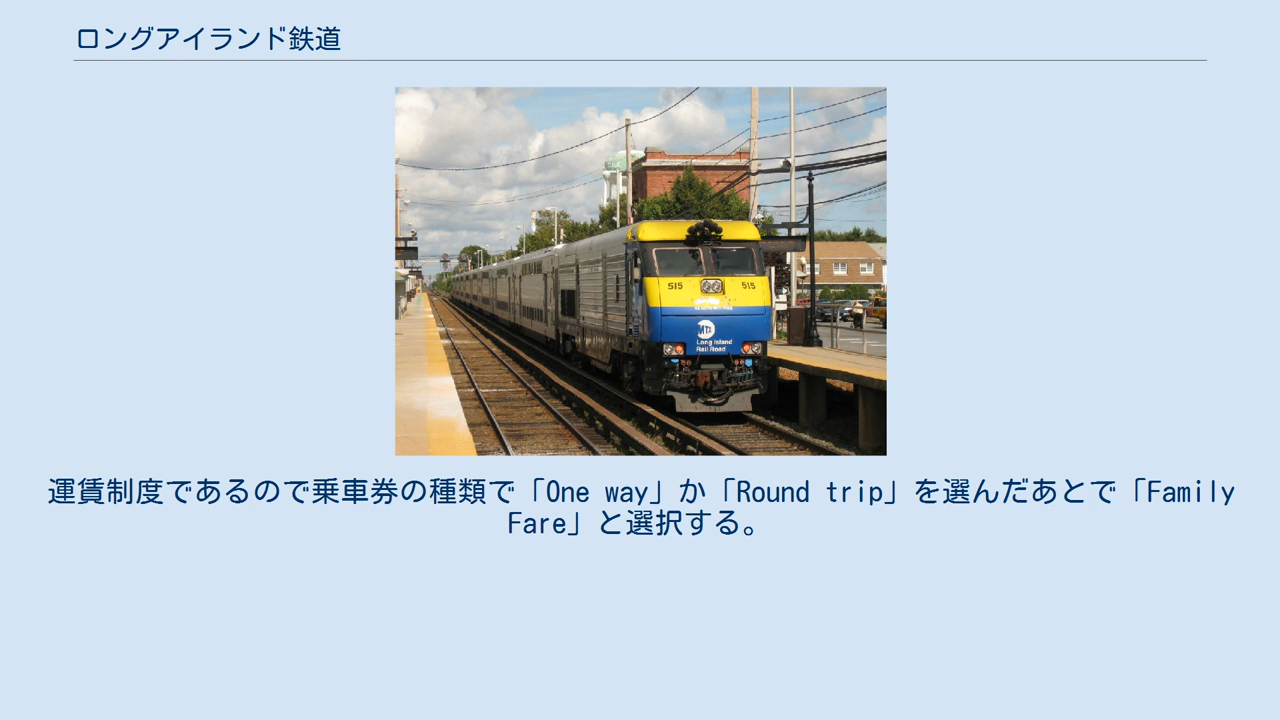 ロングアイランド鉄道
515
515
MTA
Long Island
Rail Road
運賃制度であるので乗車券の種類で「One way」か「Round trip」を選んだあとで「Family
Fare」と選択する。